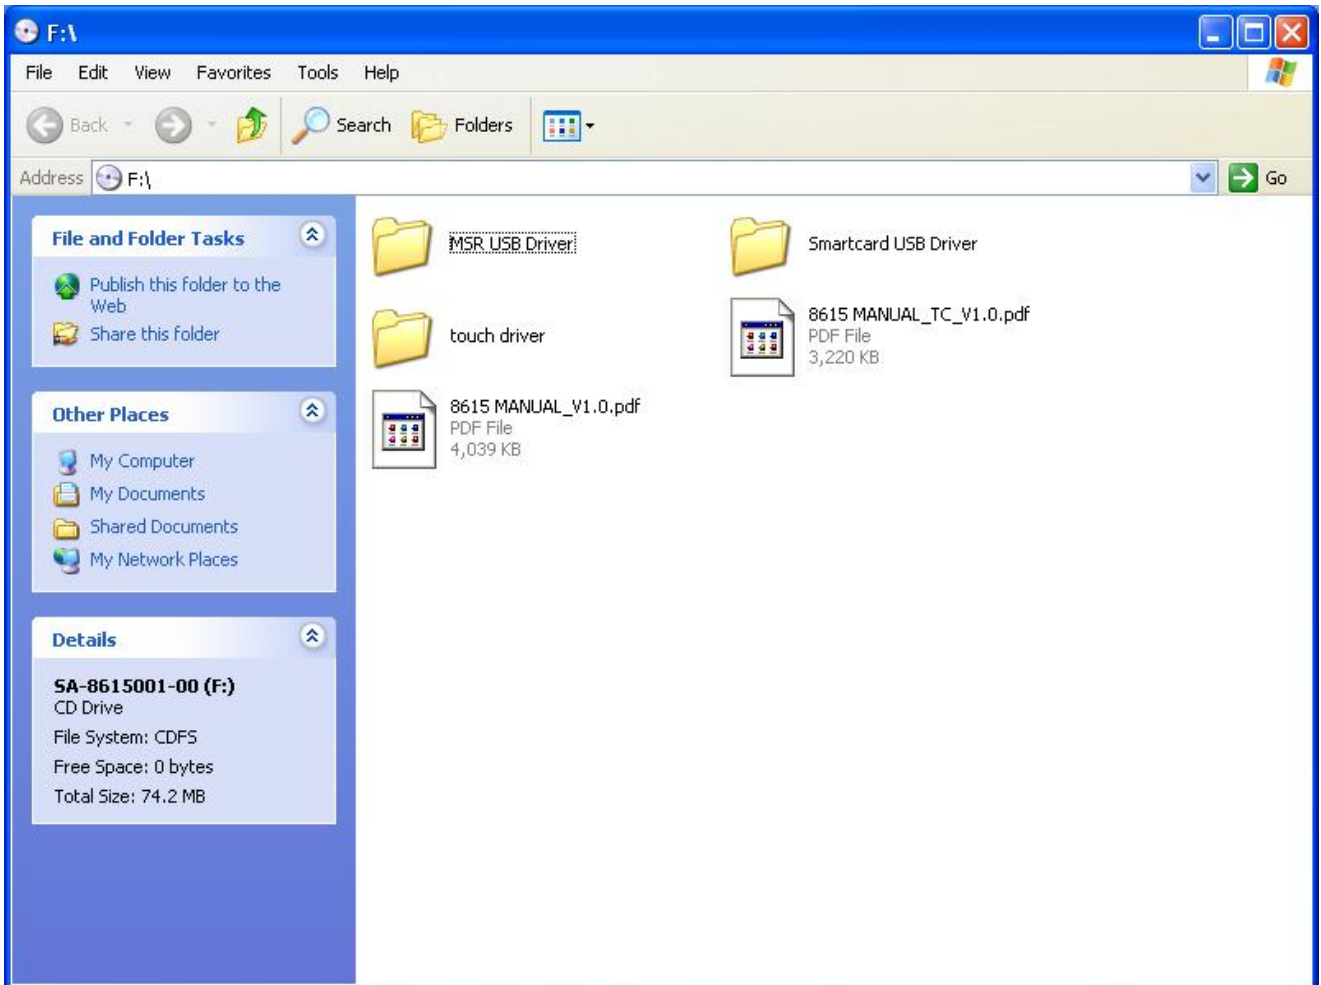 F:\
File Edit View Favorites Tools Help
Back Search Folders
Address F:\ Go
File and Folder Tasks
Publish this folder to the
Web
Share this folder
Other Places
My Computer
My Documents
Shared Documents
My Network Places
Details
SA-8615001-00 (F:)
CD Drive
File System: CDFS
Free Space: 0 bytes
Total Size: 74.2 MB
MSR USB Driver
Smartcard USB Driver
touch driver
8615 MANUAL_TC_V1.0.pdf
PDF File
3,220 KB
8615 MANUAL_V1.0.pdf
PDF File
4,039 KB